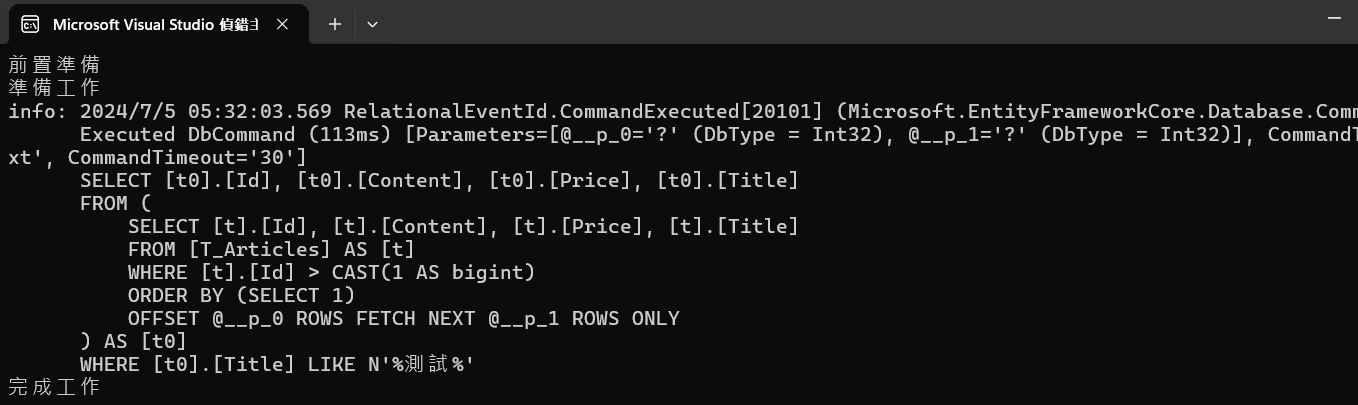 Microsoft Visual Studio 偵錯主
前置準備
準備工作
info: 2024/7/5 05:32:03.569 RelationalEventId.CommandExecuted[20101] (Microsoft.EntityFrameworkCore.Database.Comm
Executed DbCommand (113ms) [Parameters=[@__p_0='?' (DbType = Int32), @__p_1='?' (DbType = Int32)], CommandT
xt', CommandTimeout='30']
SELECT [t0].[Id], [t0].[Content], [t0].[Price], [t0].[Title]
FROM (
SELECT [t].[Id], [t].[Content], [t].[Price], [t].[Title]
FROM [T_Articles] AS [t]
WHERE [t].[Id] > CAST(1 AS bigint)
ORDER BY (SELECT 1)
OFFSET @__p_0 ROWS FETCH NEXT @__p_1 ROWS ONLY
) AS [t0]
WHERE [t0].[Title] LIKE N'%測試%'
完成工作